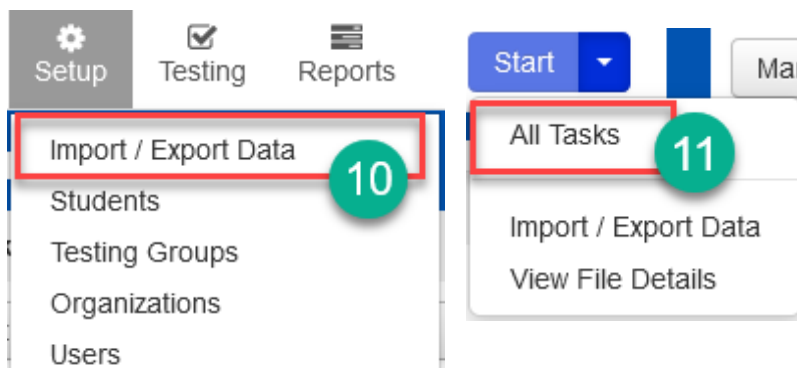 Setup Testing Reports
Import / Export Data
10
Students
Testing Groups
Organizations
Users
Start
All Tasks
11
Import / Export Data
View File Details